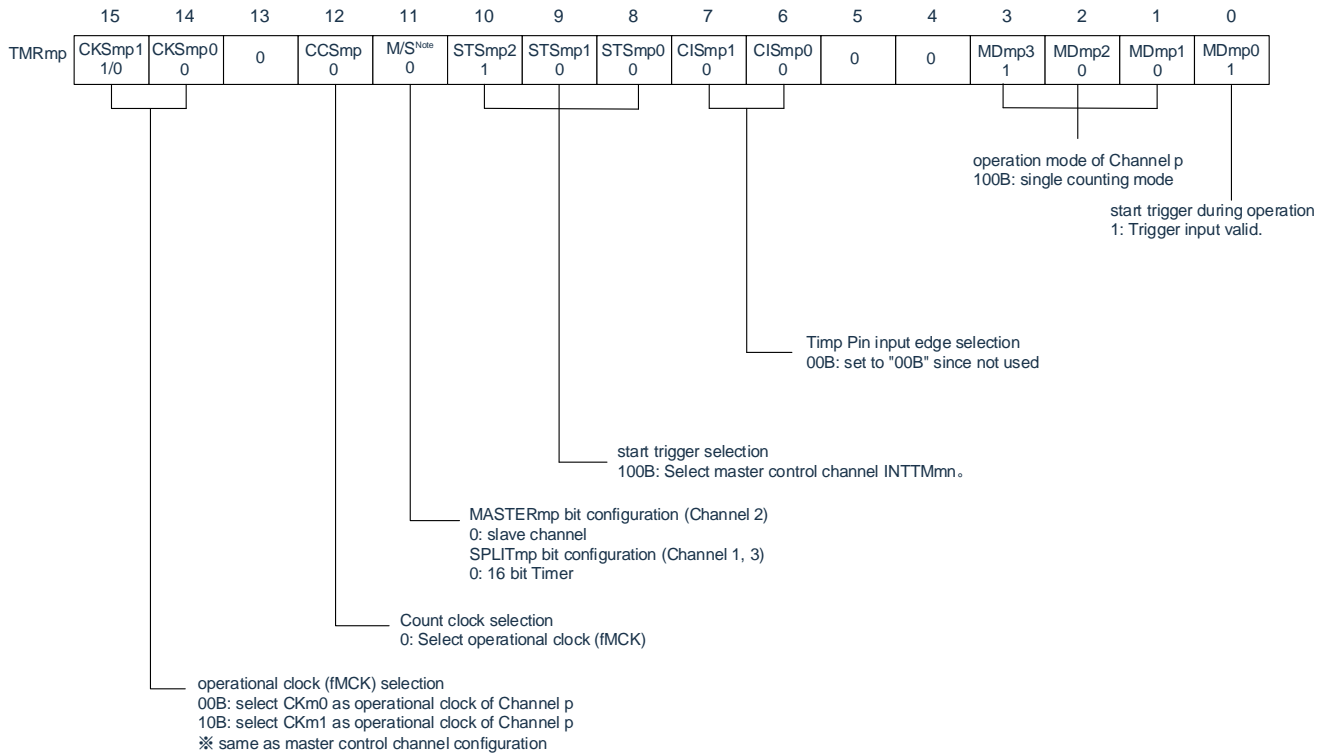 15 14 13 12 11 10 9 8 7 6 5 4 3 2 1 0
TMRmp CKSmp1 CKSmp0 0 CCSmp M/SNote STSmp2 STSmp1 STSmp0 CISmp1 CISmp0 0 0 MDmp3 MDmp2 MDmp1 MDmp0
1/0 0 0 0 1 0 0 0 0 1 0 0 1
operation mode of Channel p
100B: single counting mode
start trigger during operation
1: Trigger input valid.
Timp Pin input edge selection
00B: set to "00B" since not used
start trigger selection
100B: Select master control channel INTTMmn。
MASTERmp bit configuration (Channel 2)
0: slave channel
SPLITmp bit configuration (Channel 1, 3)
0: 16 bit Timer
Count clock selection
0: Select operational clock (fMCK)
operational clock (fMCK) selection
00B: select CKm0 as operational clock of Channel p
10B: select CKm1 as operational clock of Channel p
※ same as master control channel configuration